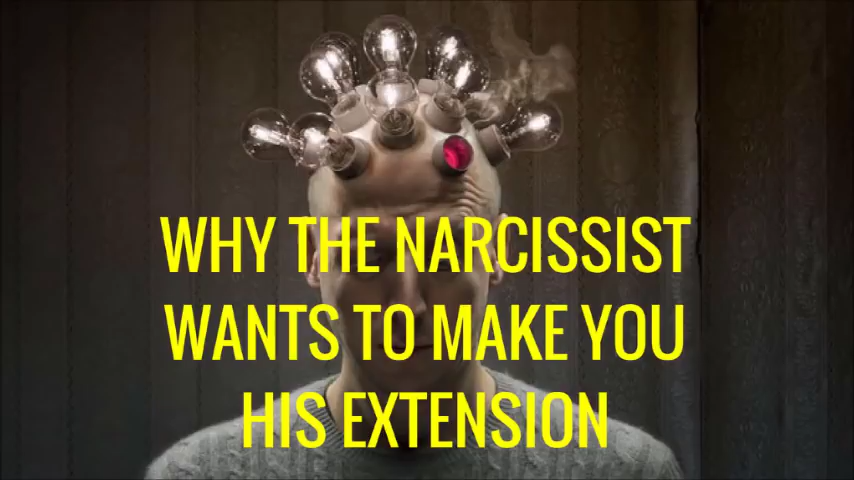 WHY THE NARCISSIST
WANTS TO MAKE YOU
HIS EXTENSION